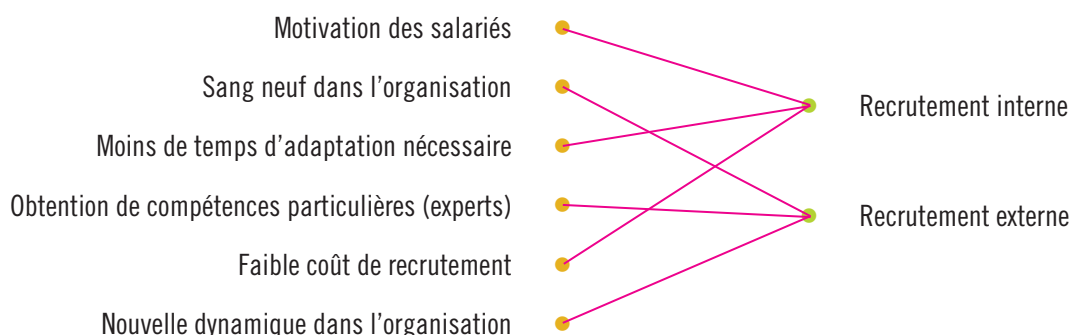 Motivation des salariés
Sang neuf dans l'organisation
Moins de temps d'adaptation nécessaire
Obtention de compétences particulières (experts)
Faible coût de recrutement
Nouvelle dynamique dans l'organisation
Recrutement interne
Recrutement externe